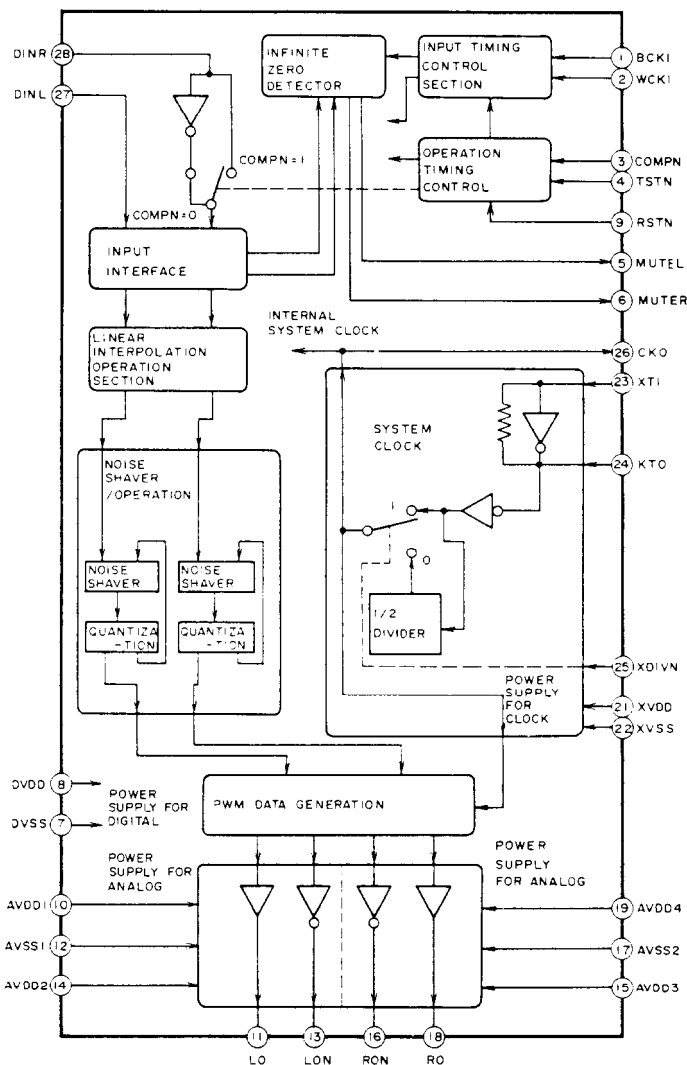 DINR 28
DINL 27
INFINITE
ZERO
DETECTOR
INPUT TIMING
CONTROL
SECTION
1 BCKI
2 WCKI
COMPN=1
OPERATION
TIMING
CONTROL
3 COMPN
4 TSTN
9 RSTN
COMPN=0
INPUT
INTERFACE
5 MUTEL
6 MUTER
INTERNAL
SYSTEM CLOCK
26 CKO
LINEAR
INTERPOLATION
OPERATION
SECTION
23 XTI
SYSTEM
CLOCK
24 KTO
NOISE
SHAVER
/OPERATION
1
0
NOISE
SHAVER
NOISE
SHAVER
1/2
DIVIDER
QUANTIZA
-TION
QUANTIZA
-TION
25 XDIVN
POWER
SUPPLY
FOR
CLOCK
21 XVDD
22 XVSS
DVDD 8
POWER
SUPPLY FOR
DIGITAL
DVSS 7
PWM DATA GENERATION
POWER
SUPPLY FOR
ANALOG
POWER
SUPPLY
FOR ANALOG
AVDD1 10
19 AVDD4
AVSS1 12
17 AVSS2
AVDD2 14
15 AVDD3
11 13 16 18
LO LON RON RO